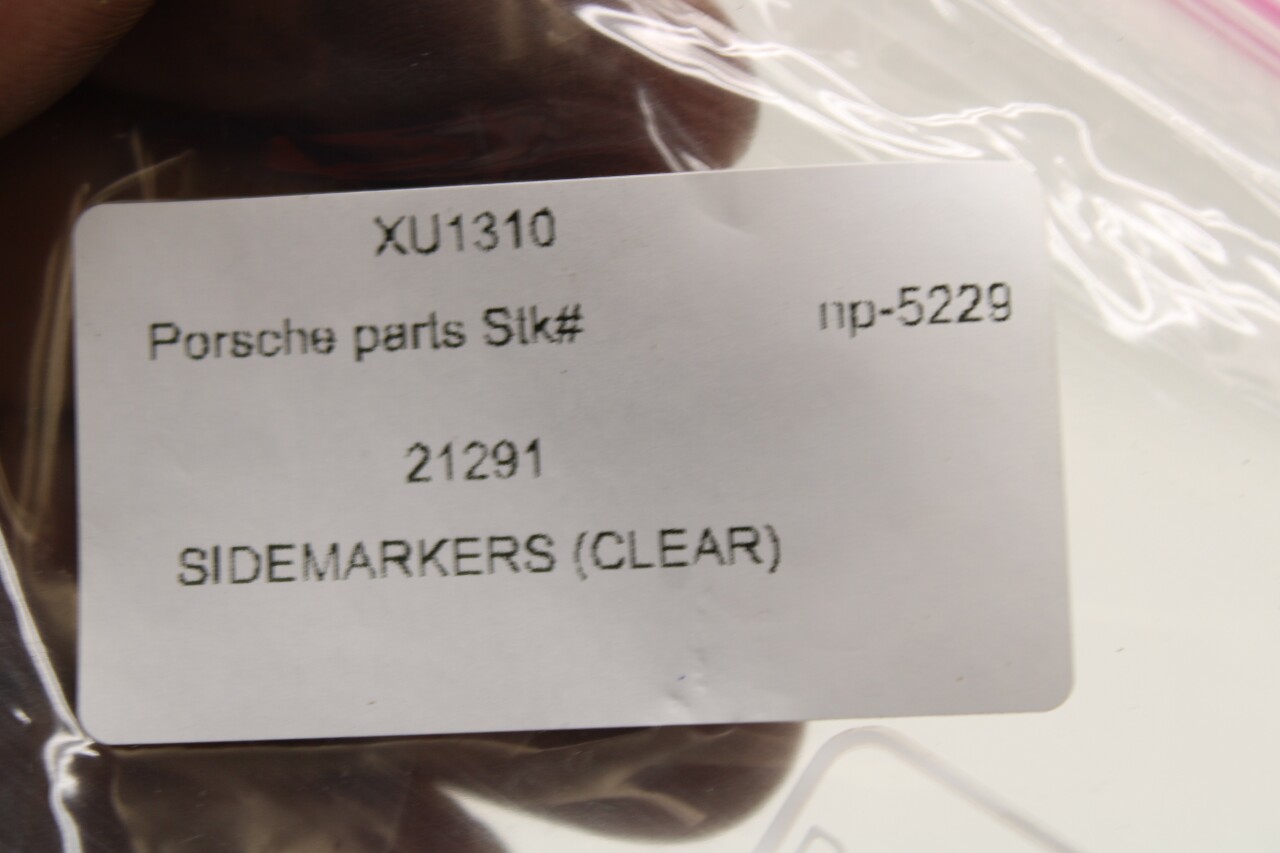 XU1310
Porsche parts Stk# np-5229
21291
SIDEMARKERS (CLEAR)